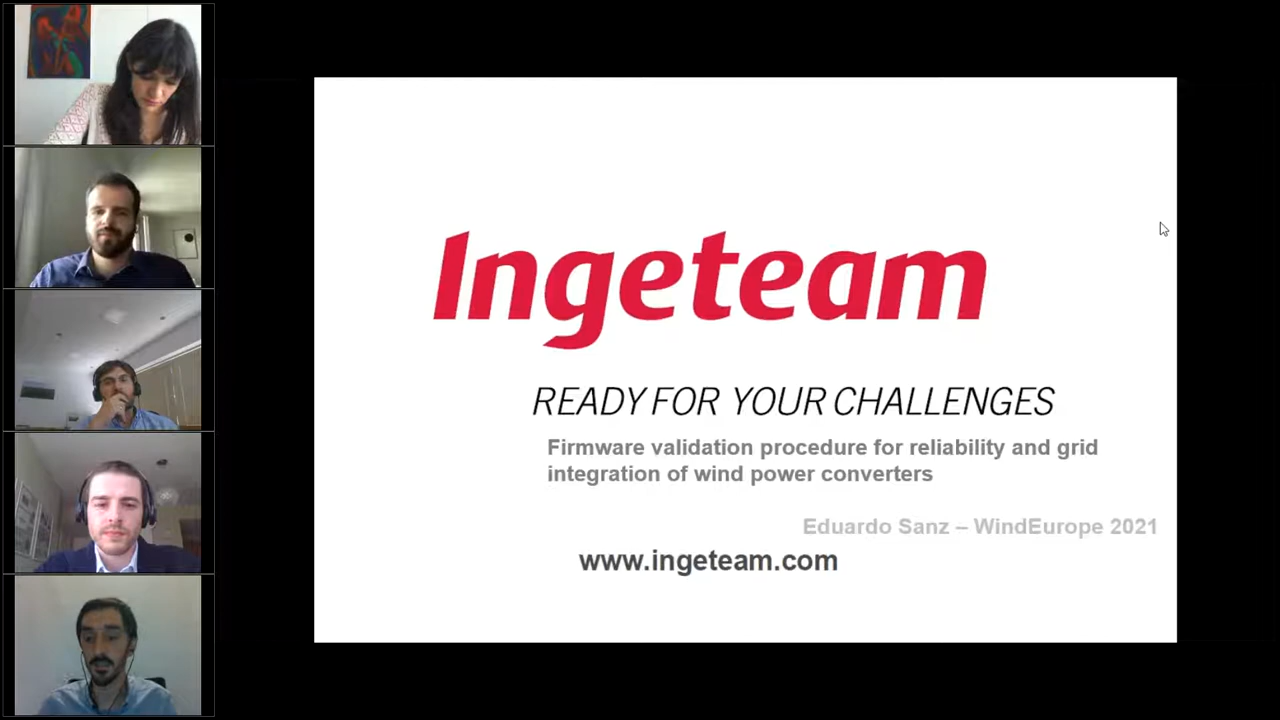 Ingeteam
READY FOR YOUR CHALLENGES
Firmware validation procedure for reliability and grid
integration of wind power converters
Eduardo Sanz – WindEurope 2021
www.ingeteam.com